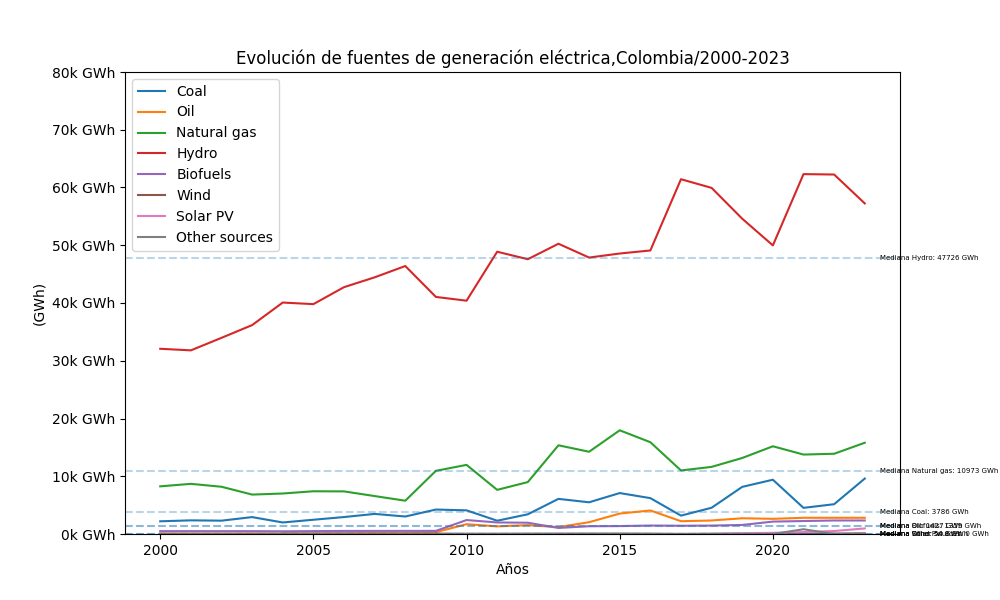 Evolución de fuentes de generación eléctrica,Colombia/2000-2023
80k GWh
70k GWh
60k GWh
50k GWh
40k GWh
30k GWh
20k GWh
10k GWh
0k GWh
(GWh)
Coal
Oil
Natural gas
Hydro
Biofuels
Wind
Solar PV
Other sources
Mediana Hydro: 47726 GWh
Mediana Natural gas: 10973 GWh
Mediana Coal: 3786 GWh
2000
2005
2010
2015
2020
Años